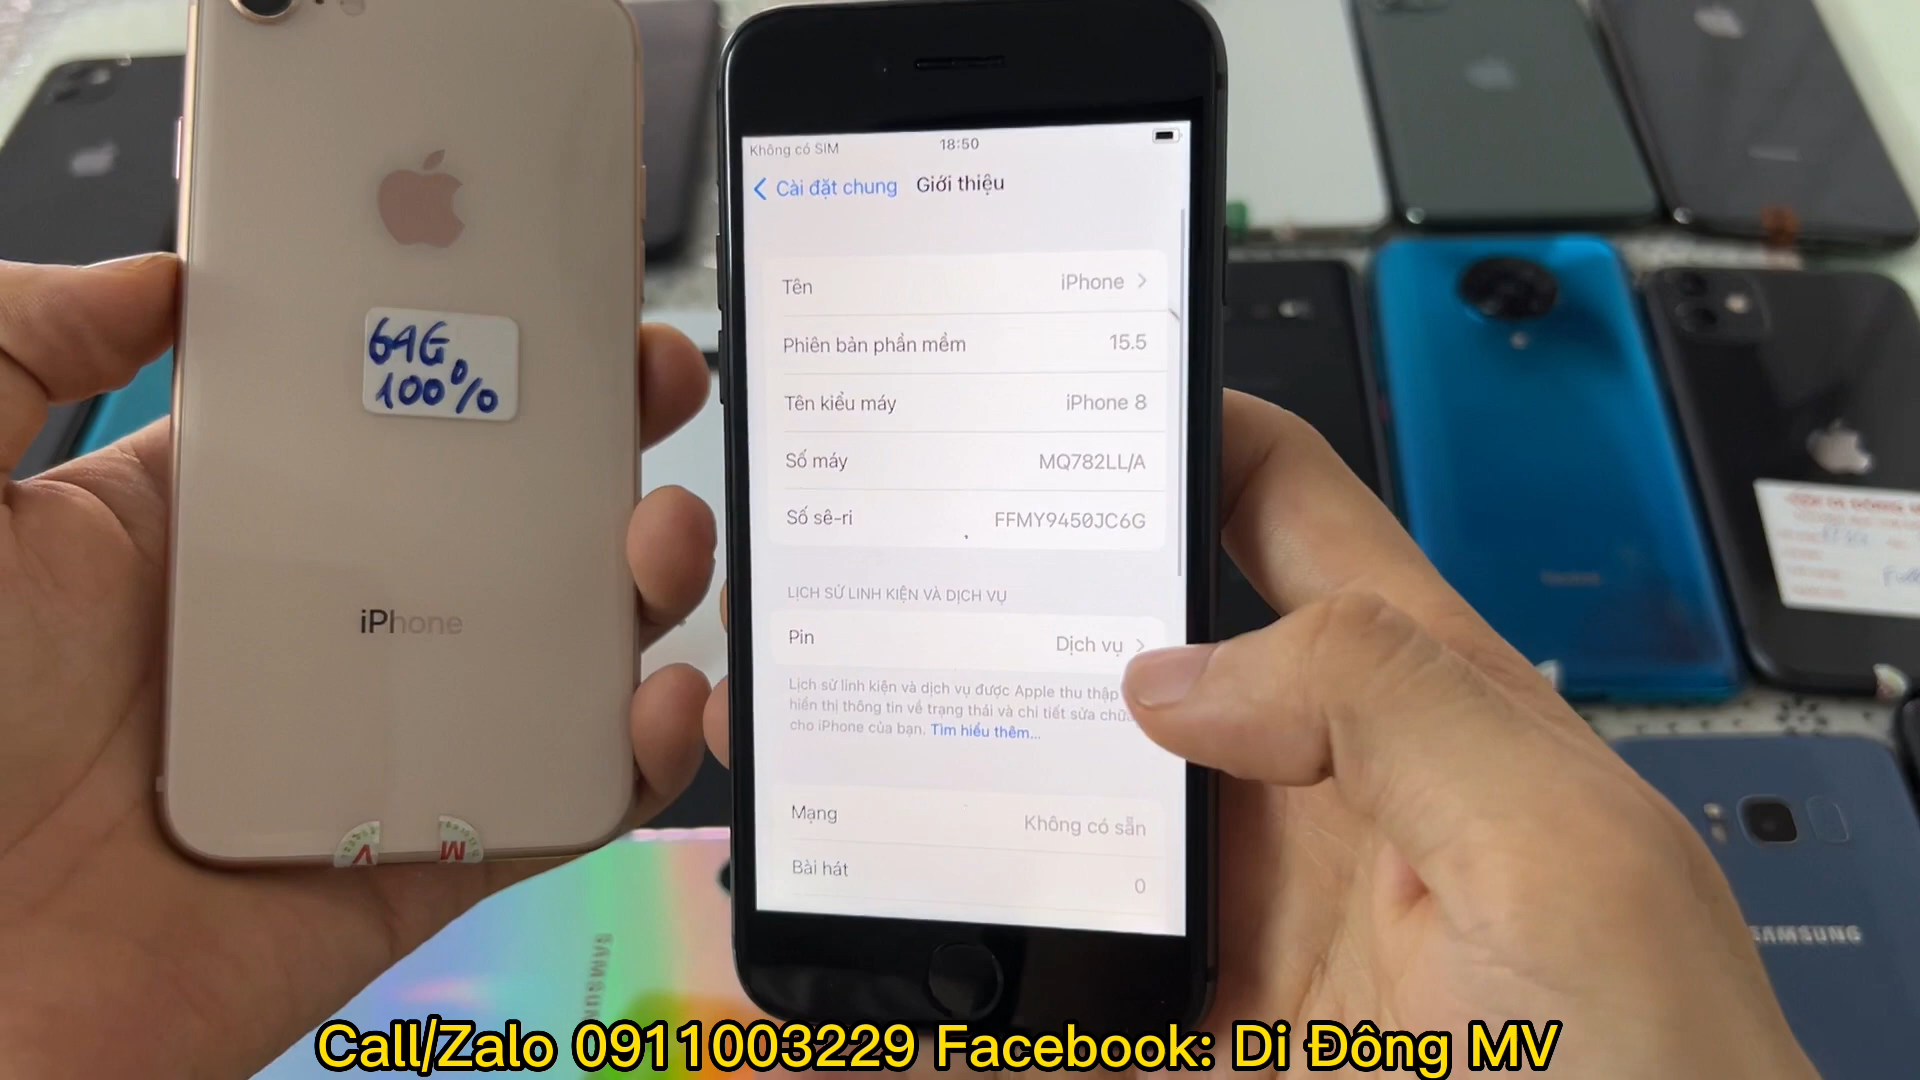 64G
100%
iPhone
V
M
Không có SIM
18:50
Cài đặt chung
Giới thiệu
Tên
iPhone
Phiên bản phần mềm
15.5
Tên kiểu máy
iPhone 8
Số máy
MQ782LL/A
Số sê-ri
FFMY9450JC6G
LỊCH SỬ LINH KIỆN VÀ DỊCH VỤ
Pin
Dịch vụ
Lịch sử linh kiện và dịch vụ được Apple thu thập
hiển thị thông tin về trạng thái và chi tiết sửa chữa
cho iPhone của bạn. Tìm hiểu thêm...
Mạng
Không có sẵn
Bài hát
0
SAMSUNG
SAMSUNG
Call/Zalo 0911003229 Facebook: Di Đông MV